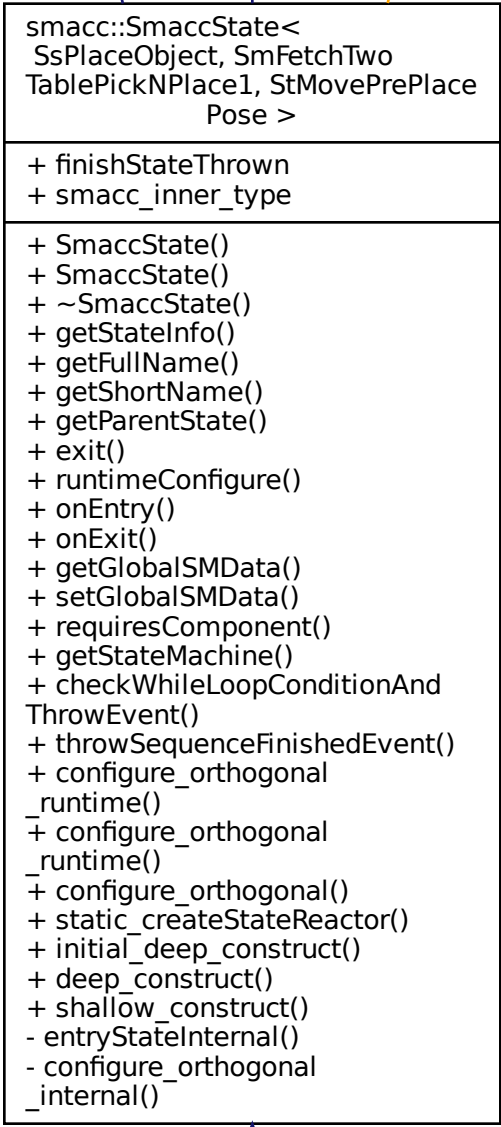 smacc::SmaccState<
SsPlaceObject, SmFetchTwo
TablePickNPlace1, StMovePrePlace
Pose >
+ finishStateThrown
+ smacc_inner_type
+ SmaccState()
+ SmaccState()
+ ~SmaccState()
+ getStateInfo()
+ getFullName()
+ getShortName()
+ getParentState()
+ exit()
+ runtimeConfigure()
+ onEntry()
+ onExit()
+ getGlobalSMData()
+ setGlobalSMData()
+ requiresComponent()
+ getStateMachine()
+ checkWhileLoopConditionAnd
ThrowEvent()
+ throwSequenceFinishedEvent()
+ configure_orthogonal
_runtime()
+ configure_orthogonal
_runtime()
+ configure_orthogonal()
+ static_createStateReactor()
+ initial_deep_construct()
+ deep_construct()
+ shallow_construct()
- entryStateInternal()
- configure_orthogonal
_internal()